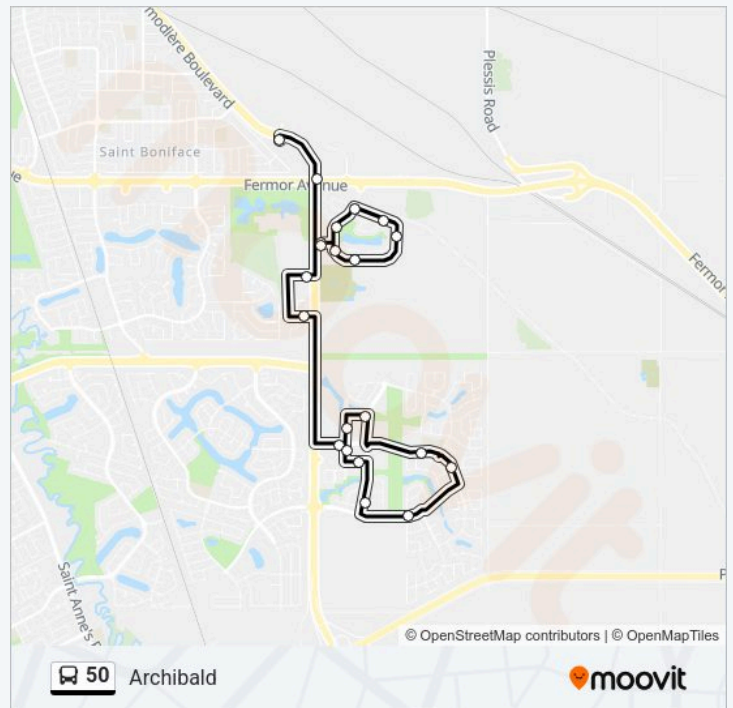 modière Boulevard
Plessis Road
Saint Boniface
Fermor Avenue
Fermor
Saint Anne's
© OpenStreetMap contributors | © OpenMapTiles
50 Archibald
moovit